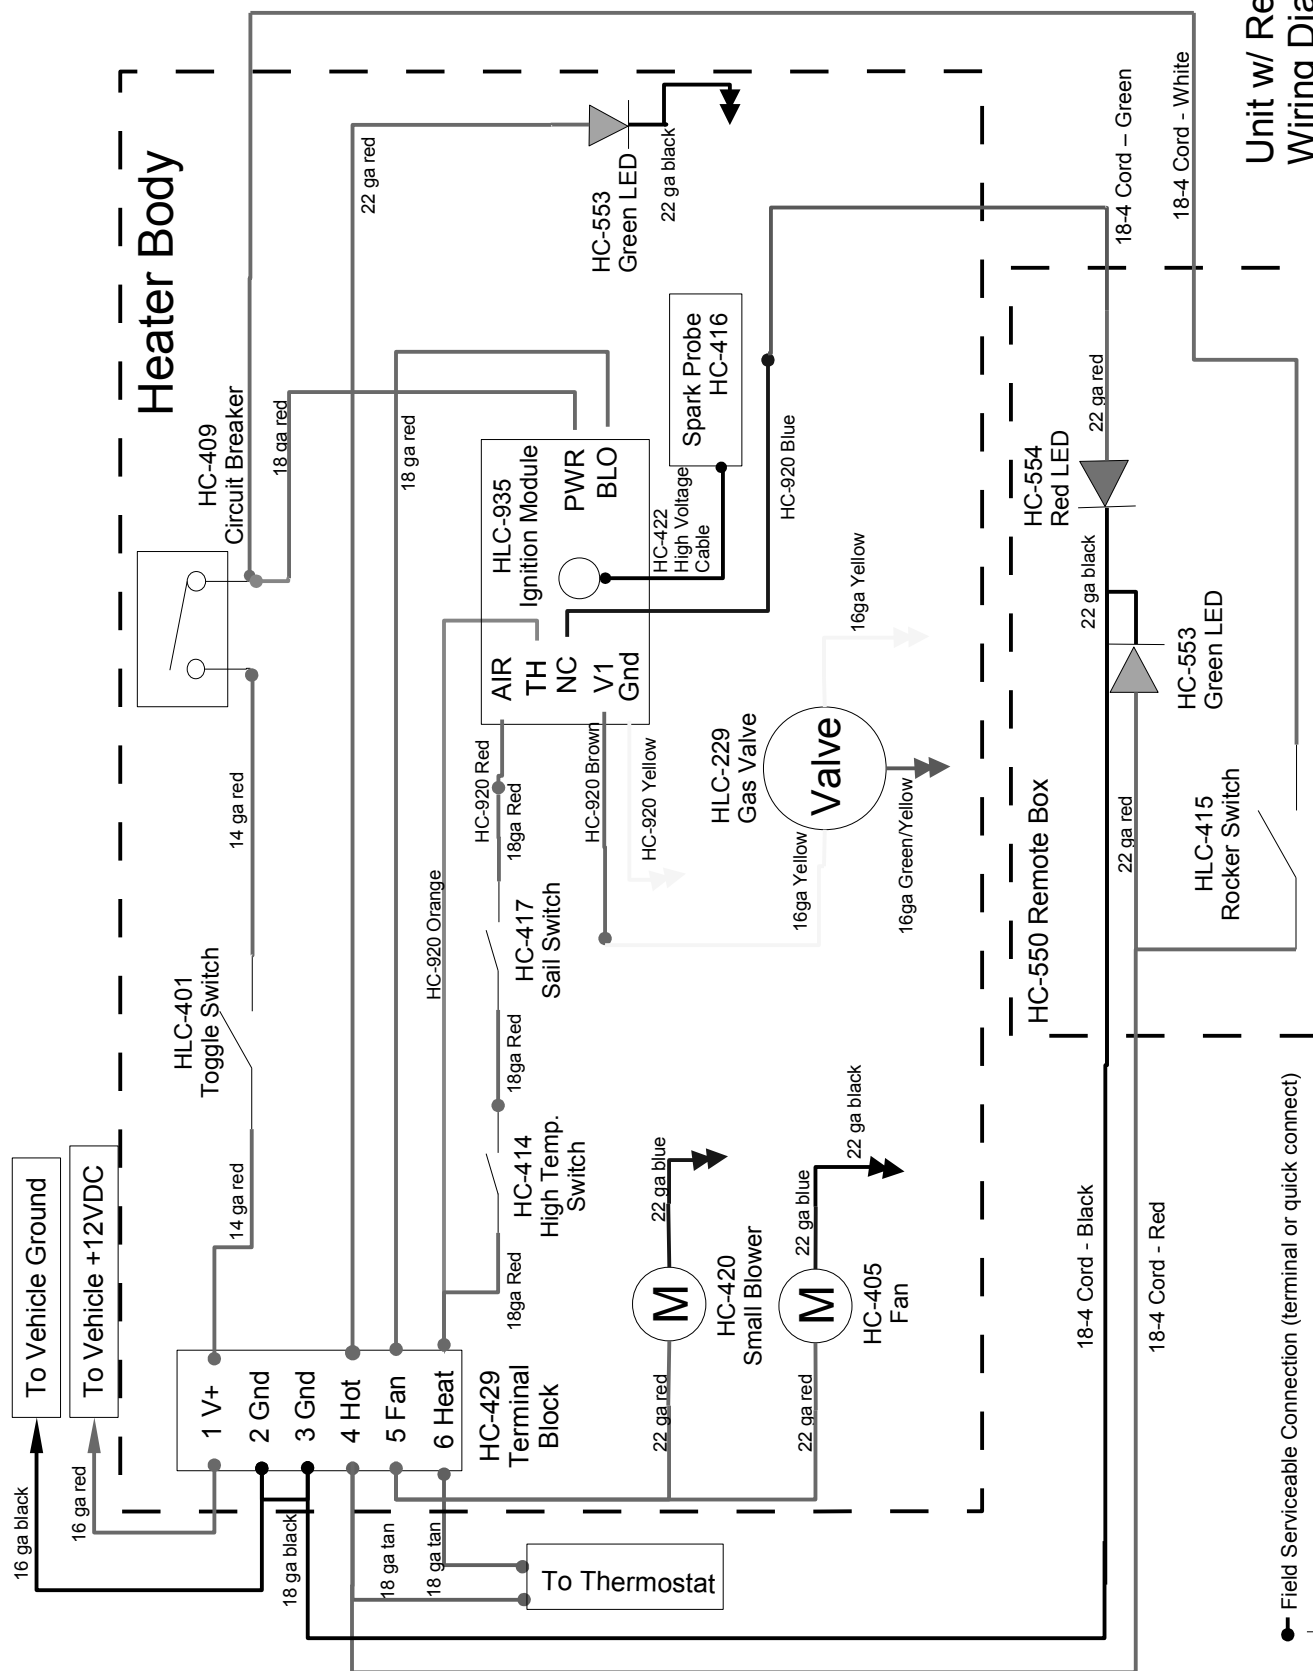 Unit w/ Re
Wiring Dia
Heater Body
HC-409
Circuit Breaker
18 ga red
18 ga red
22 ga red
HC-553
Green LED
22 ga black
18-4 Cord – Green
18-4 Cord - White
14 ga red
HLC-401
Toggle Switch
14 ga red
To Vehicle Ground
To Vehicle +12VDC
16 ga black
16 ga red
1 V+
2 Gnd
3 Gnd
4 Hot
5 Fan
6 Heat
HC-429
Terminal
Block
18 ga black
18 ga tan
18 ga tan
To Thermostat
HLC-935
Ignition Module
PWR
BLO
AIR
TH
NC
V1
Gnd
HC-422
High Voltage
Cable
Spark Probe
HC-416
HC-920 Blue
HC-920 Red
18ga Red
HC-920 Orange
HC-920 Brown
HC-920 Yellow
HC-417
Sail Switch
18ga Red
HC-414
High Temp.
Switch
18ga Red
HLC-229
Gas Valve
Valve
16ga Yellow
16ga Yellow
16ga Green/Yellow
M
HC-420
Small Blower
22 ga red
22 ga blue
M
HC-405
Fan
22 ga red
22 ga blue
22 ga black
HC-550 Remote Box
22 ga red
HC-554
Red LED
22 ga black
HC-553
Green LED
22 ga red
HLC-415
Rocker Switch
18-4 Cord - Black
18-4 Cord - Red
Field Serviceable Connection (terminal or quick connect)